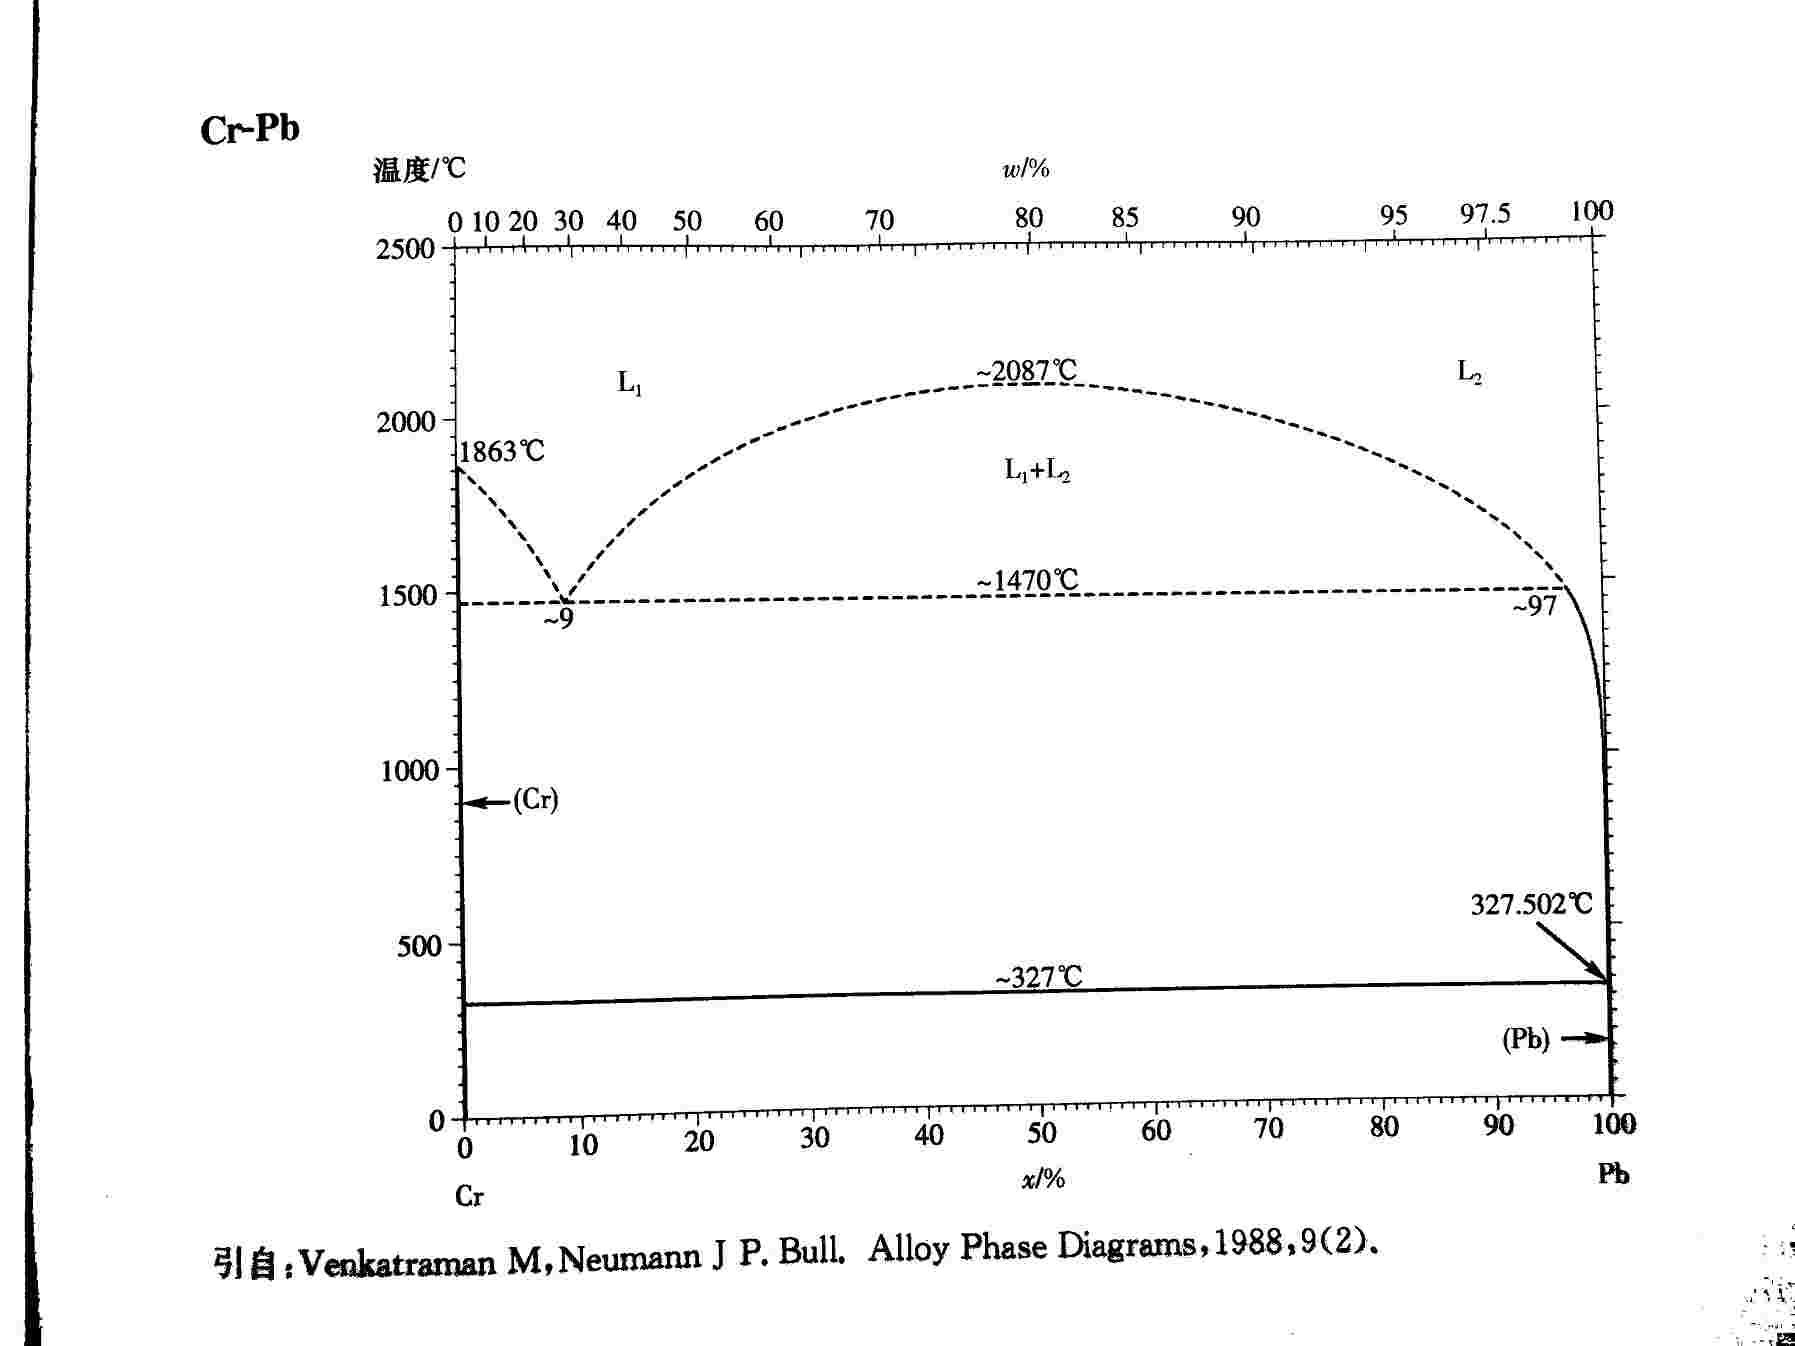 Cr-Pb
温度/℃
w/%
0 10 20 30 40 50 60 70 80 85 90 95 97.5 100
2500
~2087℃
L₁
L₂
2000
1863℃
L₁+L₂
~1470℃
1500
~9
~97
1000
(Cr)
327.502℃
500
~327℃
(Pb)
0
0 10 20 30 40 50 60 70 80 90 100
x/%
Cr
Pb
引自:Venkatraman M,Neumann J P. Bull. Alloy Phase Diagrams,1988,9(2).